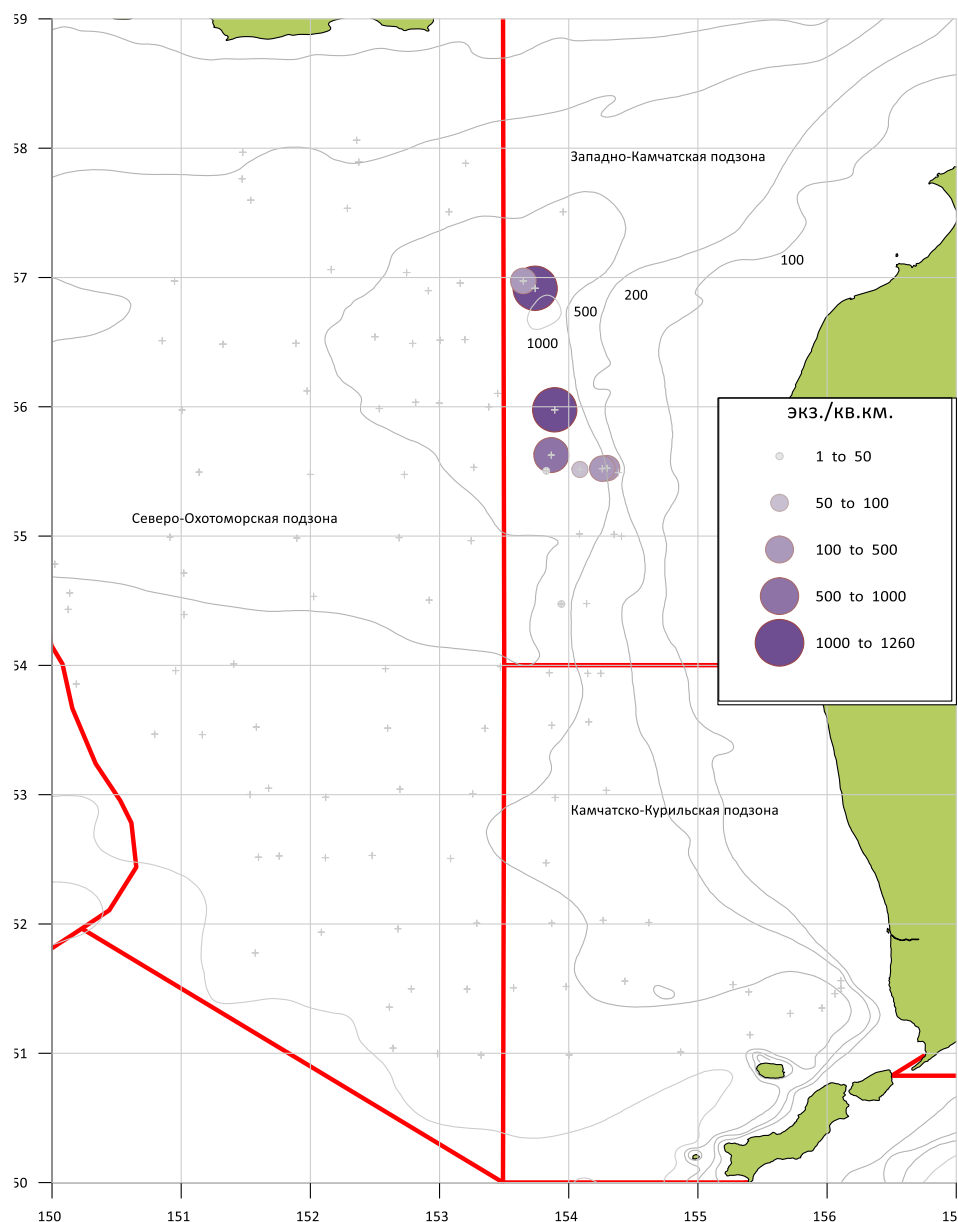 59
58
Западно-Камчатская подзона
100
57
200
500
1000
56
экз./кв.км.
1 to 50
50 to 100
Северо-Охотоморская подзона
55
100 to 500
500 to 1000
1000 to 1260
54
53
Камчатско-Курильская подзона
52
51
50
150 151 152 153 154 155 156 15